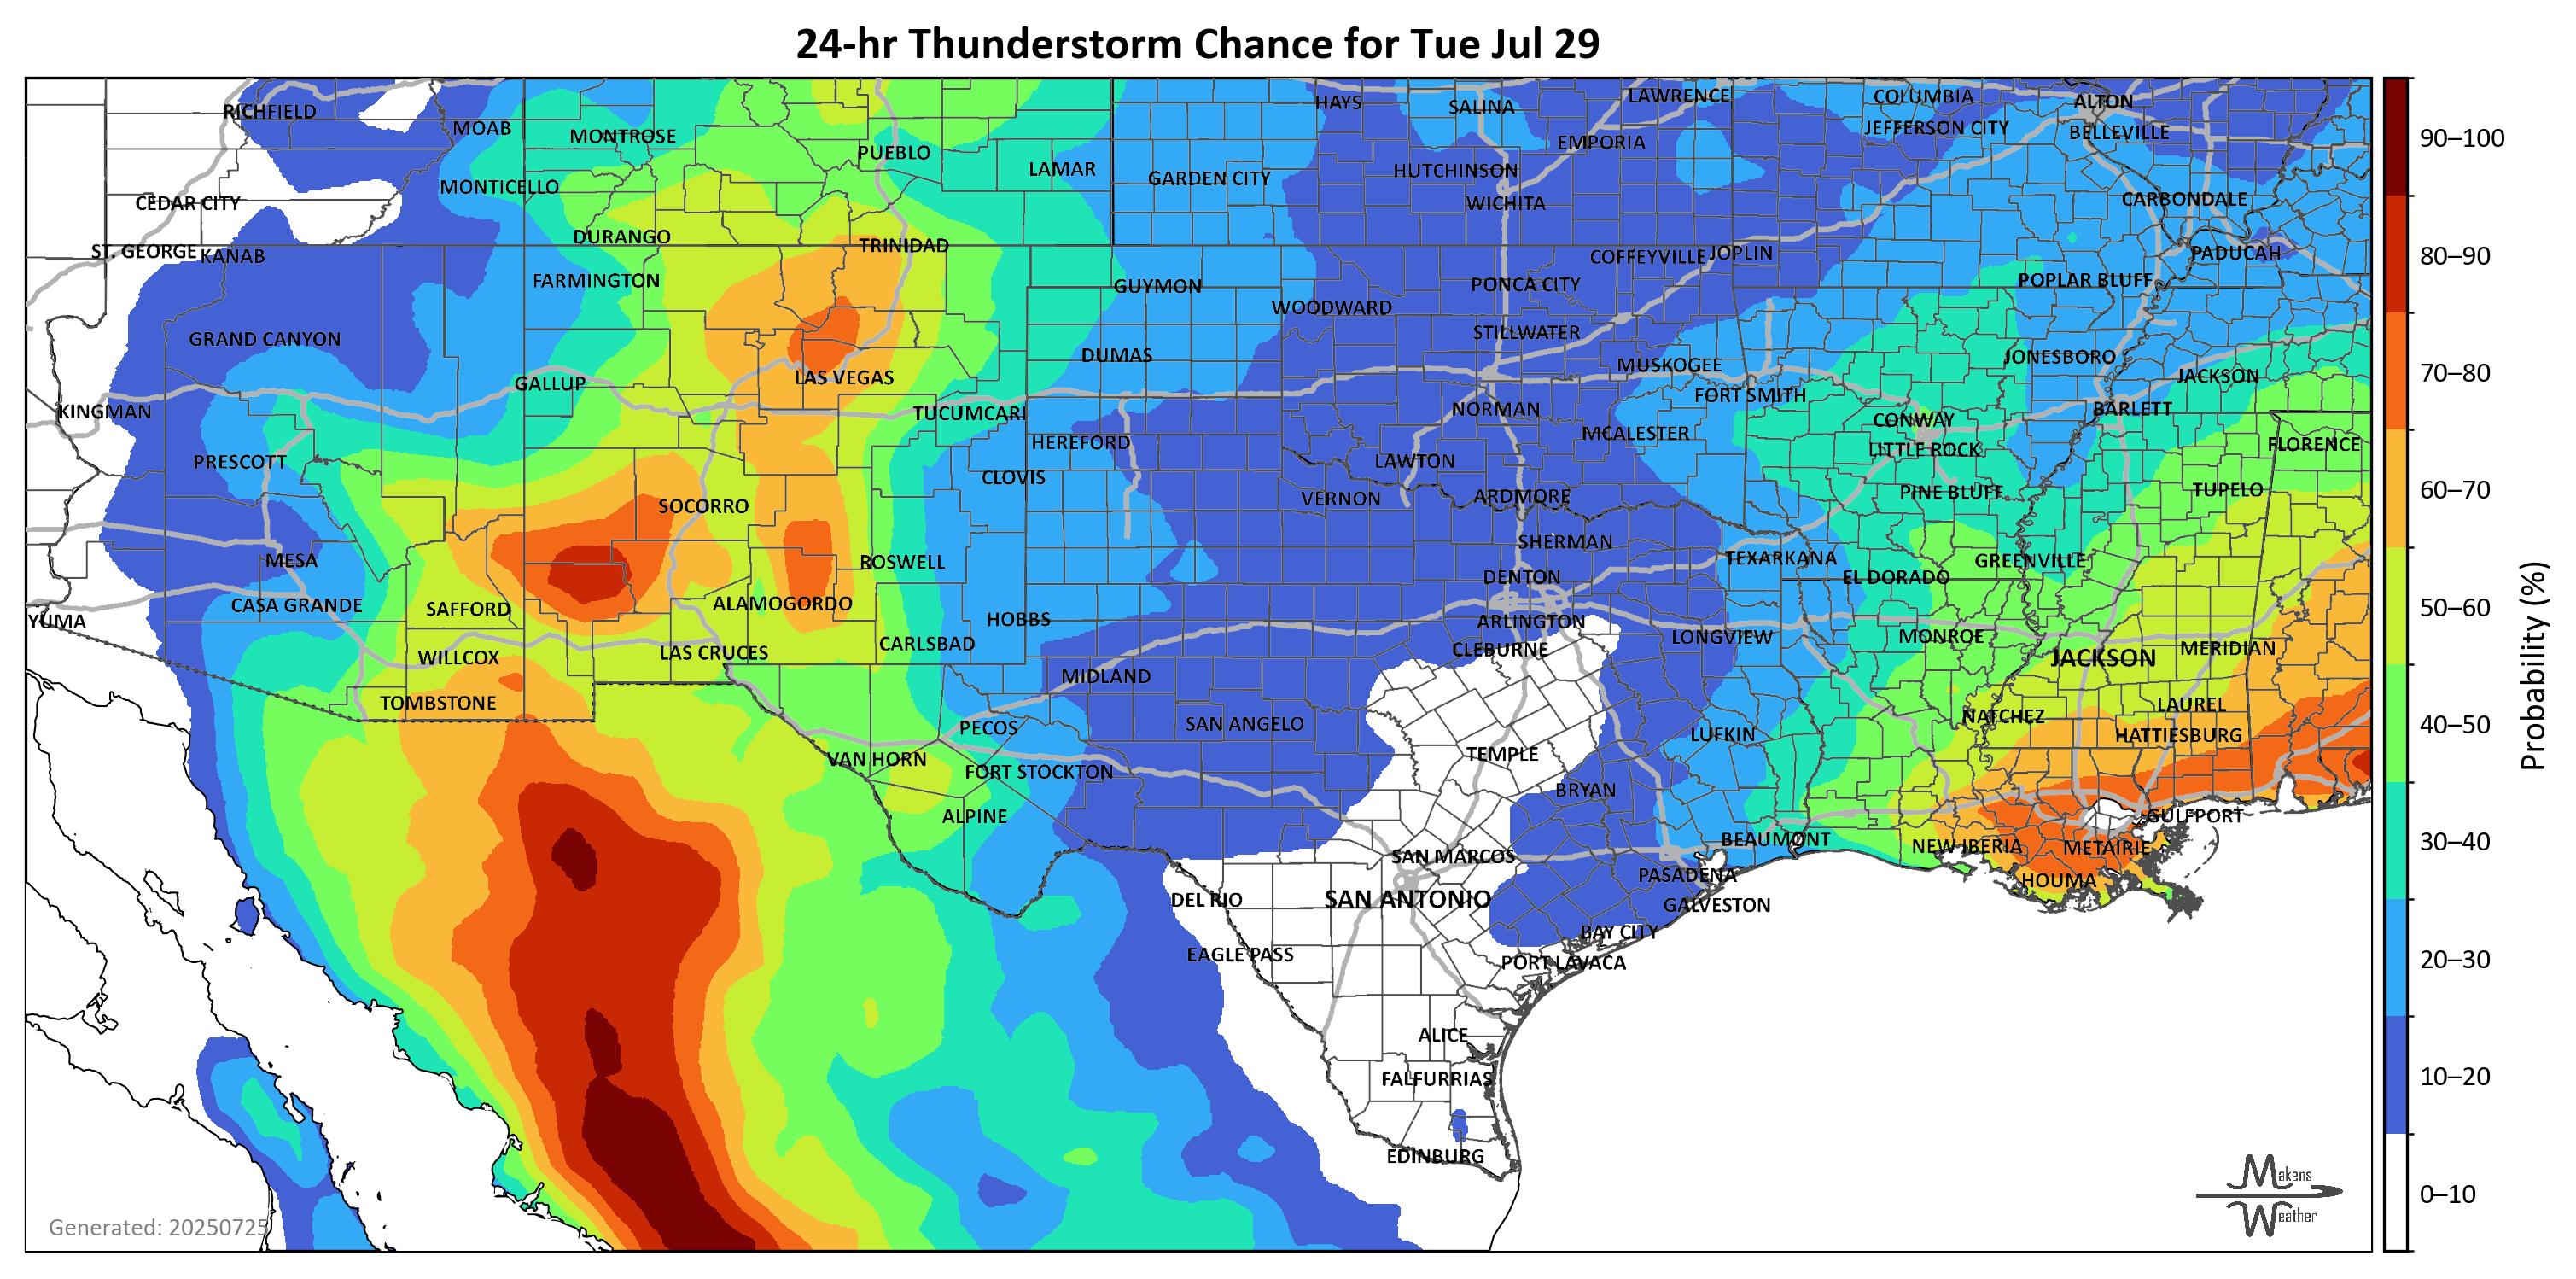 24-hr Thunderstorm Chance for Tue Jul 29
RICHFIELD
MOAB
MONTROSE
PUEBLO
LAMAR
GARDEN CITY
HAYS
SALINA
LAWRENCE
EMPORIA
HUTCHINSON
WICHITA
COLUMBIA
JEFFERSON CITY
ALTON
BELLEVILLE
CARBONDALE
PADUCAH
CEDAR CITY
MONTICELLO
DURANGO
TRINIDAD
ST. GEORGE
KANAB
FARMINGTON
GUYMON
WOODWARD
PONCA CITY
COFFEYVILLE
JOPLIN
POPLAR BLUFF
GRAND CANYON
DUMAS
STILLWATER
MUSKOGEE
JONESBORO
JACKSON
KINGMAN
GALLUP
LAS VEGAS
TUCUMCARI
HEREFORD
NORMAN
FORT SMITH
CONWAY
BARLETT
FLORENCE
PRESCOTT
CLOVIS
LAWTON
MCALESTER
LITTLE ROCK
PINE BLUFF
TUPELO
SOCORRO
VERNON
ARDMORE
MESA
ROSWELL
SHERMAN
TEXARKANA
GREENVILLE
CASA GRANDE
SAFFORD
ALAMOGORDO
DENTON
EL DORADO
YUMA
HOBBS
ARLINGTON
WILLCOX
LAS CRUCES
CARLSBAD
CLEBURNE
LONGVIEW
MONROE
JACKSON
MERIDIAN
TOMBSTONE
MIDLAND
PECOS
SAN ANGELO
NATCHEZ
LAUREL
VAN HORN
FORT STOCKTON
TEMPLE
LUFKIN
HATTIESBURG
ALPINE
BRYAN
BEAUMONT
GULFPORT
SAN MARCOS
NEW IBERIA
METAIRIE
PASADENA
HOUMA
DEL RIO
SAN ANTONIO
GALVESTON
EAGLE PASS
BAY CITY
PORT LAVACA
ALICE
FALFURRIAS
EDINBURG
90–100
80–90
70–80
60–70
50–60
40–50
30–40
20–30
10–20
0–10
Probability (%)
Generated: 20250725
Makens
Weather